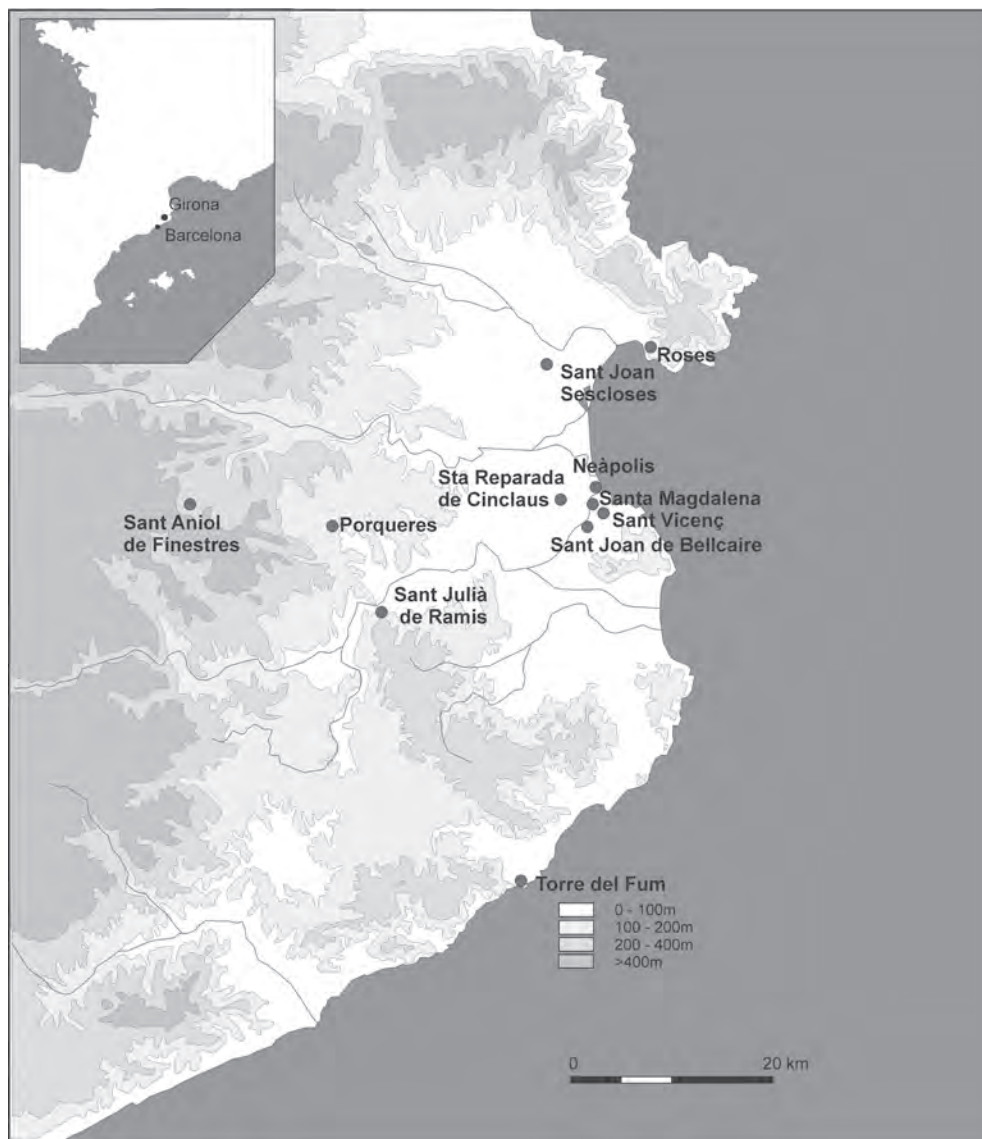 Girona
Barcelona
Roses
Sant Joan
Sescloses
Neàpolis
Sta Reparada
de Cinclaus
Santa Magdalena
Sant Vicenç
Sant Joan de Bellcaire
Sant Aniol
de Finestres
Porqueres
Sant Julià
de Ramis
Torre del Fum
0 - 100m
100 - 200m
200 - 400m
>400m
0 20 km